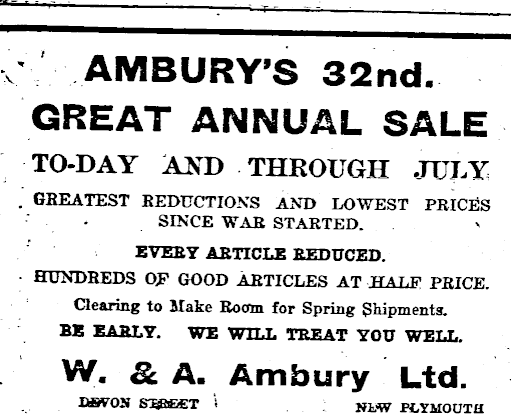 AMBURY'S 32nd.
GREAT ANNUAL SALE
TO-DAY AND THROUGH JULY
GREATEST REDUCTIONS AND LOWEST PRICES
SINCE WAR STARTED.
EVERY ARTICLE REDUCED.
HUNDREDS OF GOOD ARTICLES AT HALF PRICE.
Clearing to Make Room for Spring Shipments.
BE EARLY. WE WILL TREAT YOU WELL.
W. & A. Ambury Ltd.
DEVON STREET NEW PLYMOUTH